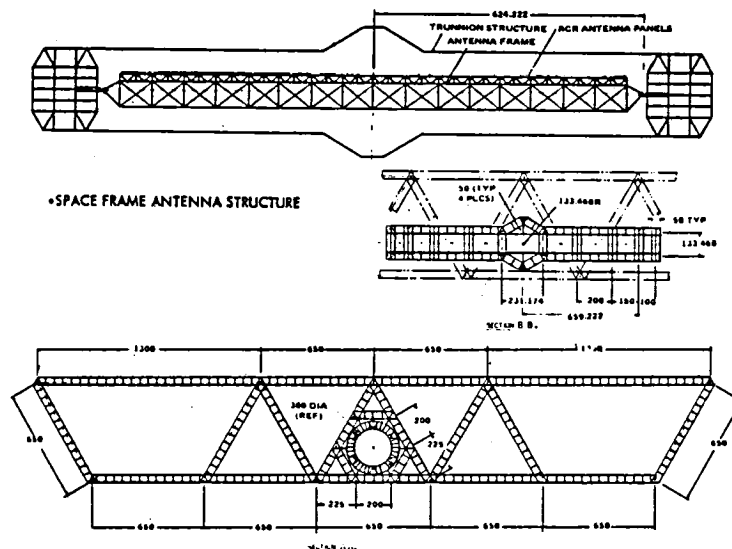 624.222
TRUNNION STRUCTURE
RCR ANTENNA PANELS
ANTENNA FRAME
•SPACE FRAME ANTENNA STRUCTURE
50 (TYP
4 PLCS)
133.468R
50 TYP
133.468
231.174
200
150
100
659.222
SECTION B B.
1300
650
650
300 DIA
(REF)
200
225
650
650
225
200
650
650
650
650
650
SECTION